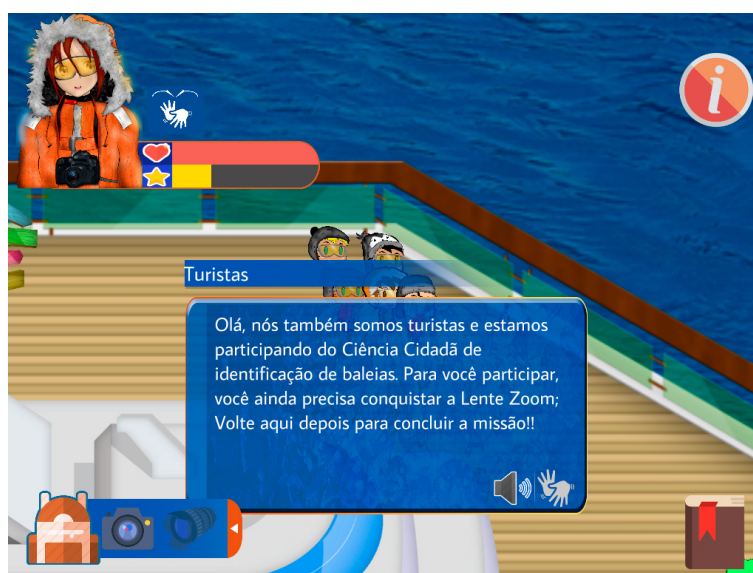 Turistas
Olá, nós também somos turistas e estamos
participando do Ciência Cidadã de
identificação de baleias. Para você participar,
você ainda precisa conquistar a Lente Zoom;
Volte aqui depois para concluir a missão!!